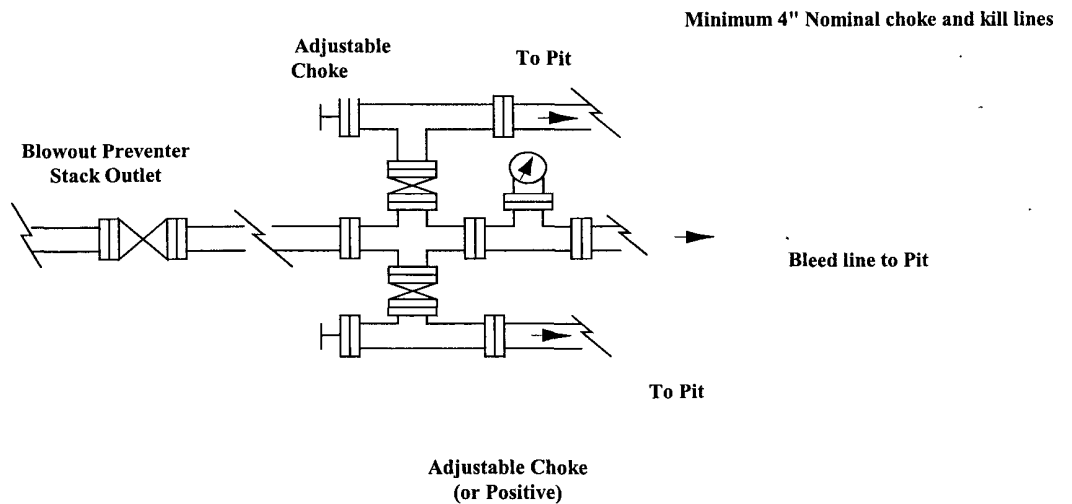 Minimum 4" Nominal choke and kill lines
Adjustable
Choke
To Pit
Blowout Preventer
Stack Outlet
Bleed line to Pit
To Pit
Adjustable Choke
(or Positive)